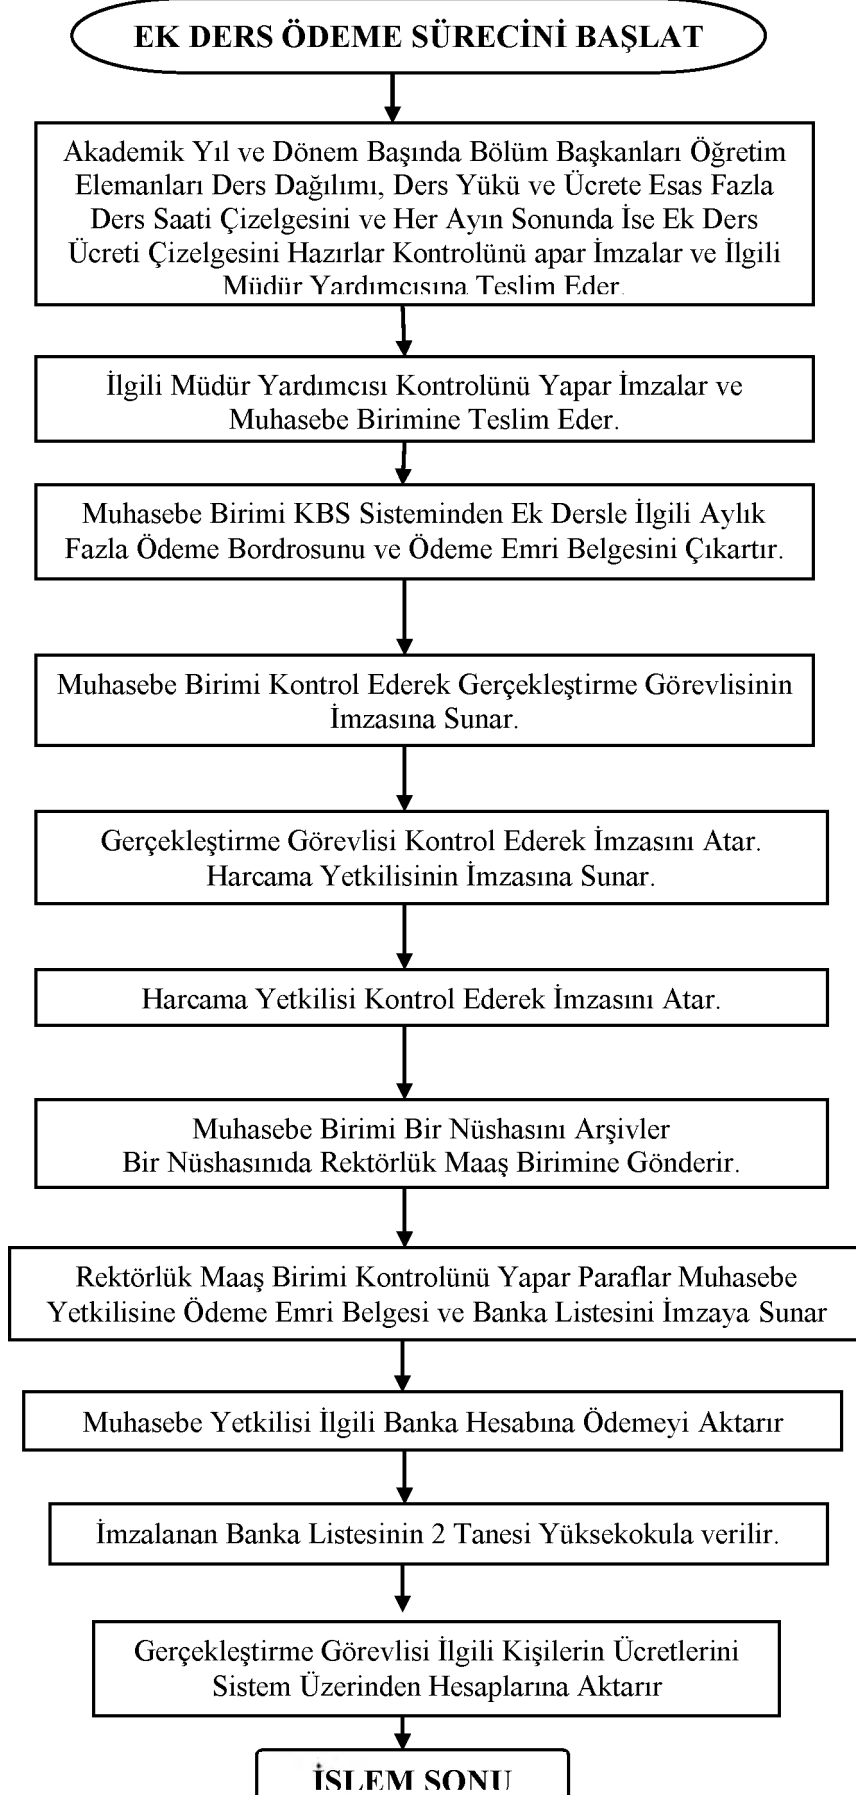 EK DERS ÖDEME SÜRECİNİ BAŞLAT
Akademik Yıl ve Dönem Başında Bölüm Başkanları Öğretim
Elemanları Ders Dağılımı, Ders Yükü ve Ücrete Esas Fazla
Ders Saati Çizelgesini ve Her Ayın Sonunda İse Ek Ders
Ücreti Çizelgesini Hazırlar Kontrolünü apar İmzalar ve İlgili
Müdür Yardımcısına Teslim Eder.
İlgili Müdür Yardımcısı Kontrolünü Yapar İmzalar ve
Muhasebe Birimine Teslim Eder.
Muhasebe Birimi KBS Sisteminden Ek Dersle İlgili Aylık
Fazla Ödeme Bordrosunu ve Ödeme Emri Belgesini Çıkartır.
Muhasebe Birimi Kontrol Ederek Gerçekleştirme Görevlisinin
İmzasına Sunar.
Gerçekleştirme Görevlisi Kontrol Ederek İmzasını Atar.
Harcama Yetkilisinin İmzasına Sunar.
Harcama Yetkilisi Kontrol Ederek İmzasını Atar.
Muhasebe Birimi Bir Nüshasını Arşivler
Bir Nüshasınıda Rektörlük Maaş Birimine Gönderir.
Rektörlük Maaş Birimi Kontrolünü Yapar Paraflar Muhasebe
Yetkilisine Ödeme Emri Belgesi ve Banka Listesini İmzaya Sunar
Muhasebe Yetkilisi İlgili Banka Hesabına Ödemeyi Aktarır
İmzalanan Banka Listesinin 2 Tanesi Yüksekokula verilir.
Gerçekleştirme Görevlisi İlgili Kişilerin Ücretlerini
Sistem Üzerinden Hesaplarına Aktarır
İŞLEM SONU